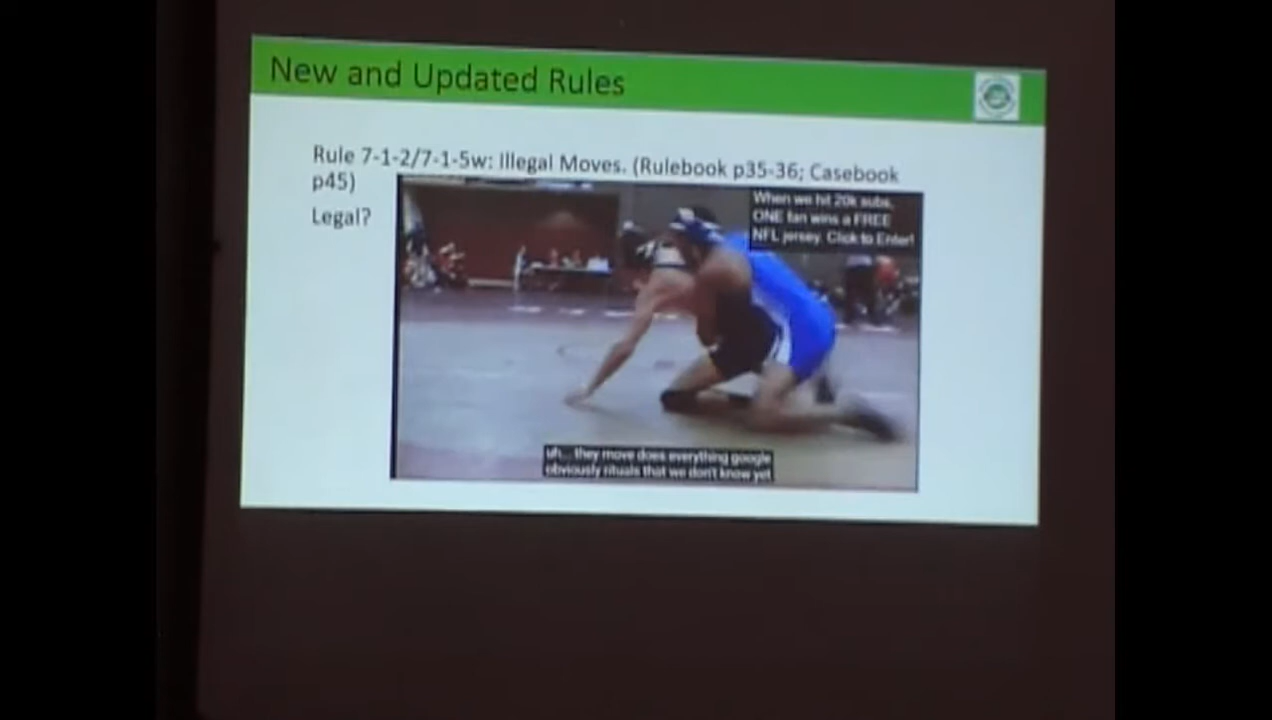 New and Updated Rules
Rule 7-1-2/7-1-5w: Illegal Moves. (Rulebook p35-36; Casebook
p45)
Legal?
When we hit 20k subs,
ONE fan wins a FREE
NFL jersey. Click to Enter!
uh... they move does everything google
obviously rituals that we don't know yet